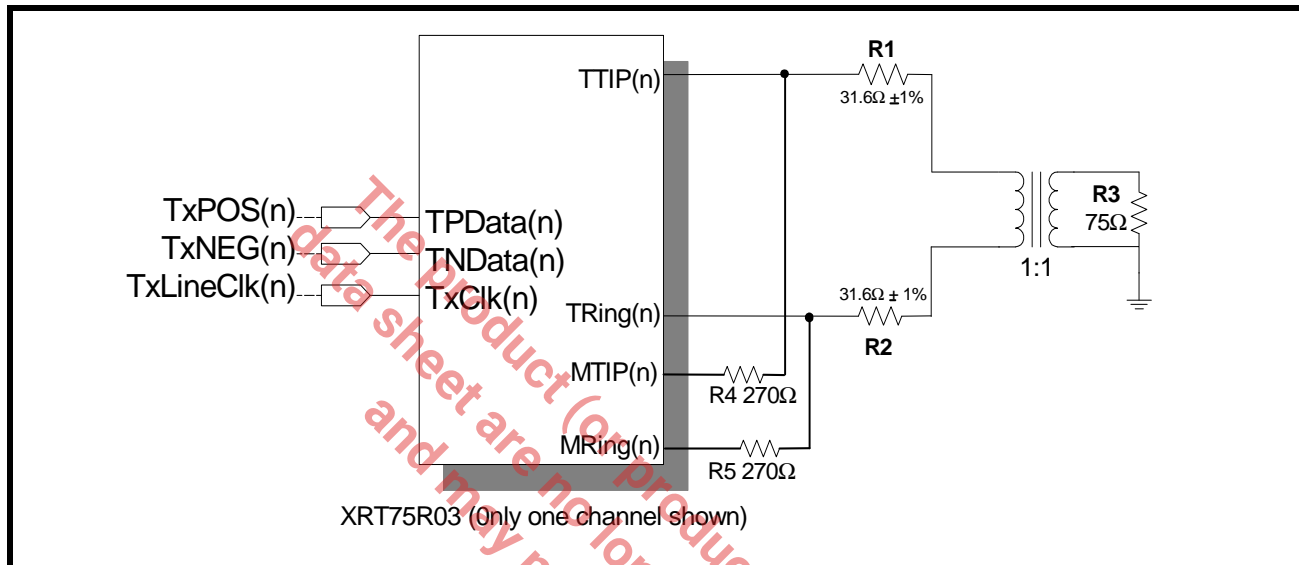 R1
TTIP(n)
31.6Ω ±1%
R3
75Ω
TxPOS(n)
TPData(n)
TxNEG(n)
TNData(n)
1:1
TxLineClk(n)
TxClk(n)
31.6Ω ± 1%
TRing(n)
R2
MTIP(n)
R4 270Ω
MRing(n)
R5 270Ω
XRT75R03 (0nly one channel shown)
The product (or produc
data sheet are no lon
and may n